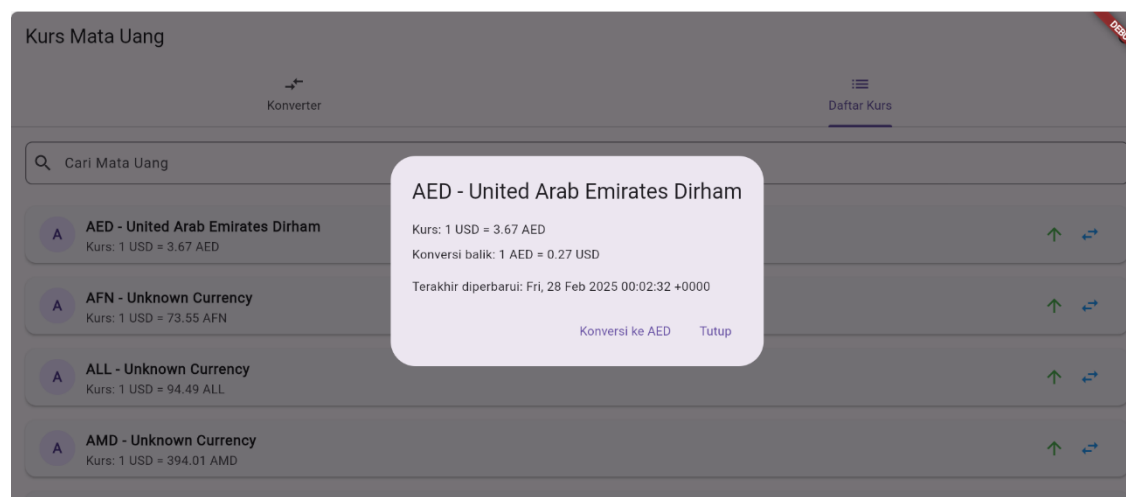 Kurs Mata Uang
Konverter
Daftar Kurs
Cari Mata Uang
AED - United Arab Emirates Dirham
Kurs: 1 USD = 3.67 AED
Konversi balik: 1 AED = 0.27 USD
Terakhir diperbarui: Fri, 28 Feb 2025 00:02:32 +0000
Konversi ke AED Tutup
A
AED - United Arab Emirates Dirham
Kurs: 1 USD = 3.67 AED
A
AFN - Unknown Currency
Kurs: 1 USD = 73.55 AFN
A
ALL - Unknown Currency
Kurs: 1 USD = 94.49 ALL
A
AMD - Unknown Currency
Kurs: 1 USD = 394.01 AMD